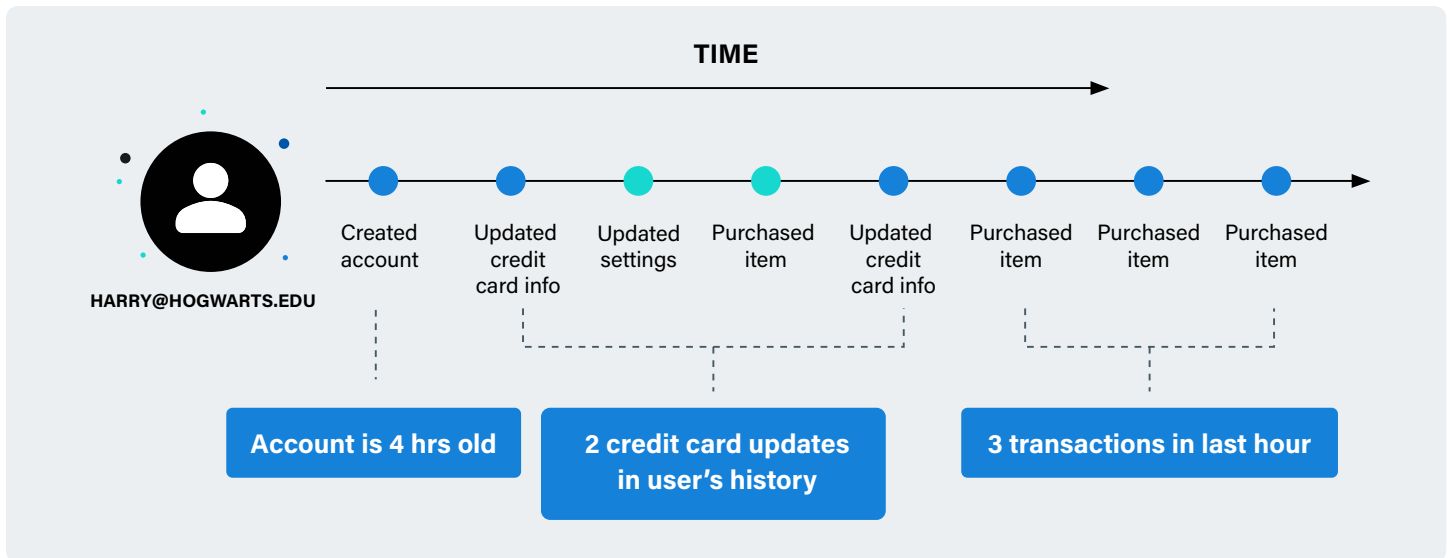 TIME
HARRY@HOGWARTS.EDU
Created
account
Updated
credit
card info
Updated
settings
Purchased
item
Updated
credit
card info
Purchased
item
Purchased
item
Purchased
item
Account is 4 hrs old
2 credit card updates
in user’s history
3 transactions in last hour